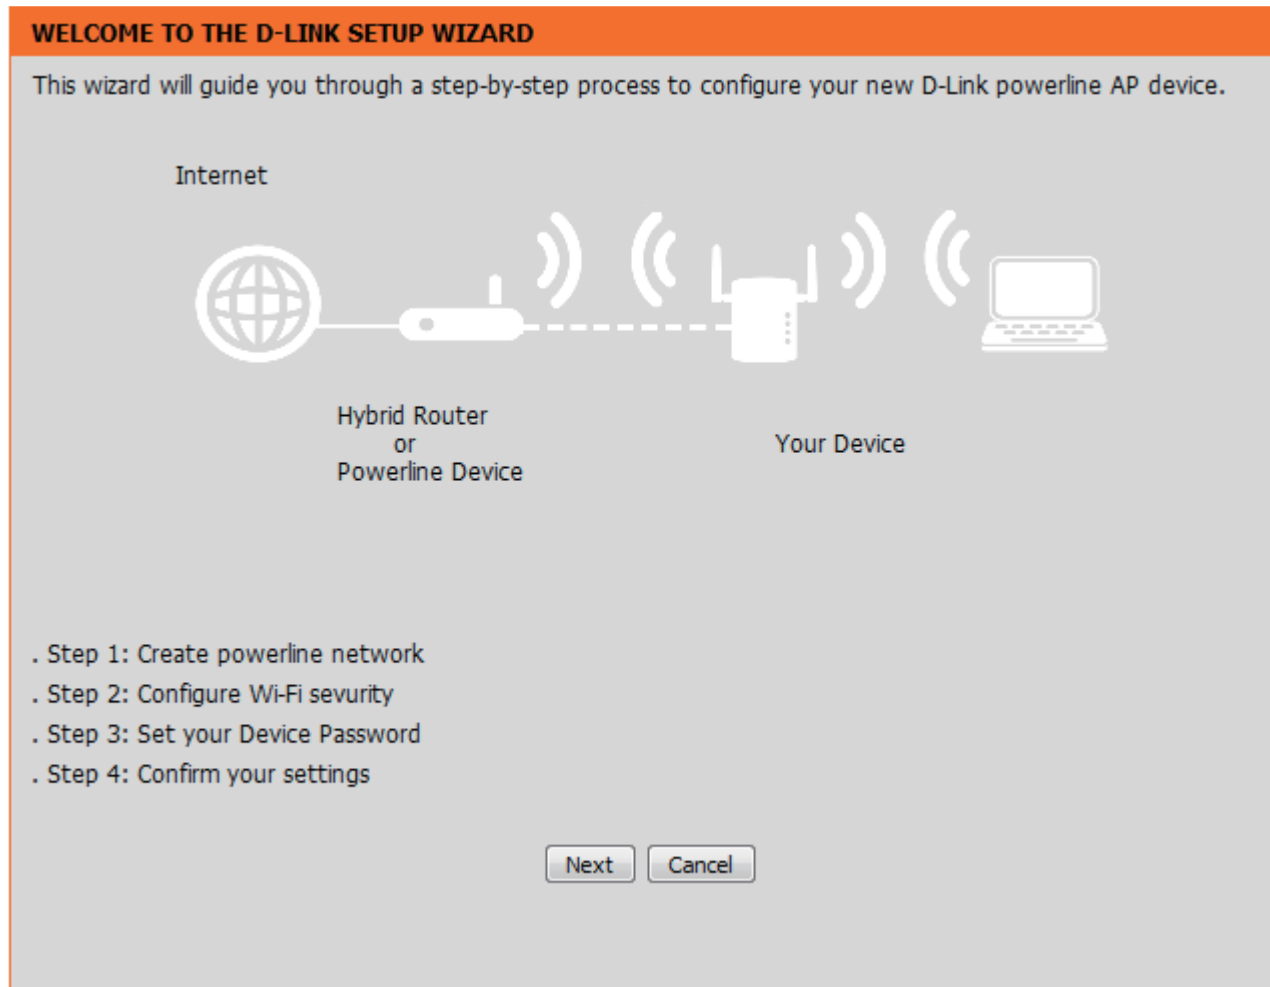 WELCOME TO THE D-LINK SETUP WIZARD
This wizard will guide you through a step-by-step process to configure your new D-Link powerline AP device.
Internet
Hybrid Router
or
Powerline Device
Your Device
. Step 1: Create powerline network
. Step 2: Configure Wi-Fi sevurity
. Step 3: Set your Device Password
. Step 4: Confirm your settings
Next Cancel